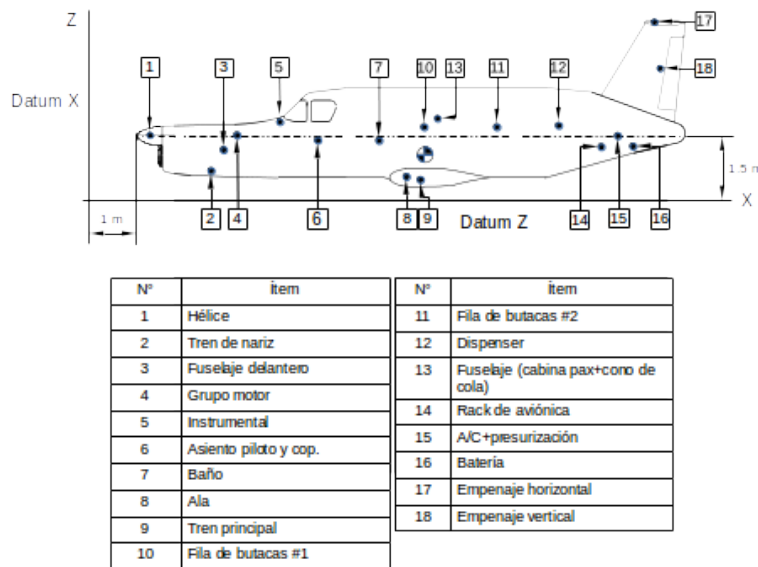 Z
17
1
3
5
7
10
13
11
12
18
Datum X
1.5 m
X
1 m
2
4
6
8
9
Datum Z
14
15
16
N° Ítem
1 Hélice
2 Tren de nariz
3 Fuselaje delantero
4 Grupo motor
5 Instrumental
6 Asiento piloto y cop.
7 Baño
8 Ala
9 Tren principal
10 Fila de butacas #1
N° Ítem
11 Fila de butacas #2
12 Dispenser
13 Fuselaje (cabina pax+cono de
cola)
14 Rack de aviónica
15 A/C+presurización
16 Batería
17 Empenaje horizontal
18 Empenaje vertical